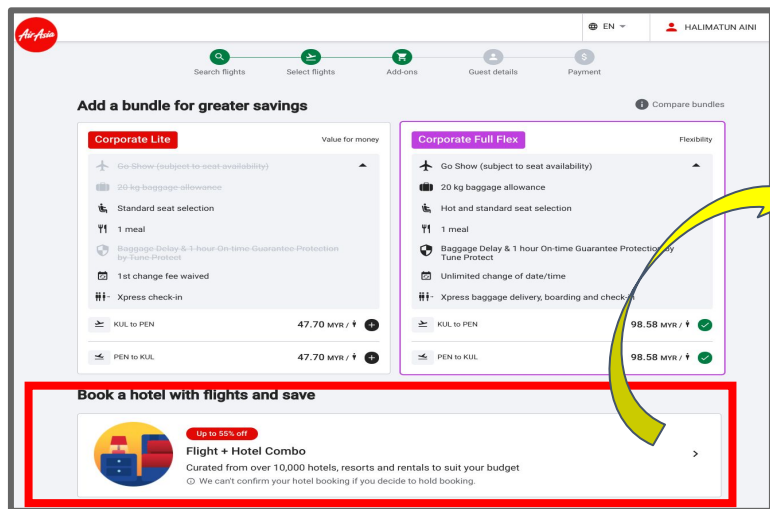 AirAsia
EN
HALIMATUN AINI
Search flights
Select flights
Add-ons
Guest details
Payment
Add a bundle for greater savings
Compare bundles
Corporate Lite
Value for money
Go Show (subject to seat availability)
20 kg baggage allowance
Standard seat selection
1 meal
Baggage Delay & 1 hour On-time Guarantee Protection
by Tune Protect
1st change fee waived
Xpress check-in
KUL to PEN
47.70 MYR /
PEN to KUL
47.70 MYR /
Corporate Full Flex
Flexibility
Go Show (subject to seat availability)
20 kg baggage allowance
Hot and standard seat selection
1 meal
Baggage Delay & 1 hour On-time Guarantee Protection by
Tune Protect
Unlimited change of date/time
Xpress baggage delivery, boarding and check-in
KUL to PEN
98.58 MYR /
PEN to KUL
98.58 MYR /
Book a hotel with flights and save
Up to 55% off
Flight + Hotel Combo
Curated from over 10,000 hotels, resorts and rentals to suit your budget
We can't confirm your hotel booking if you decide to hold booking.